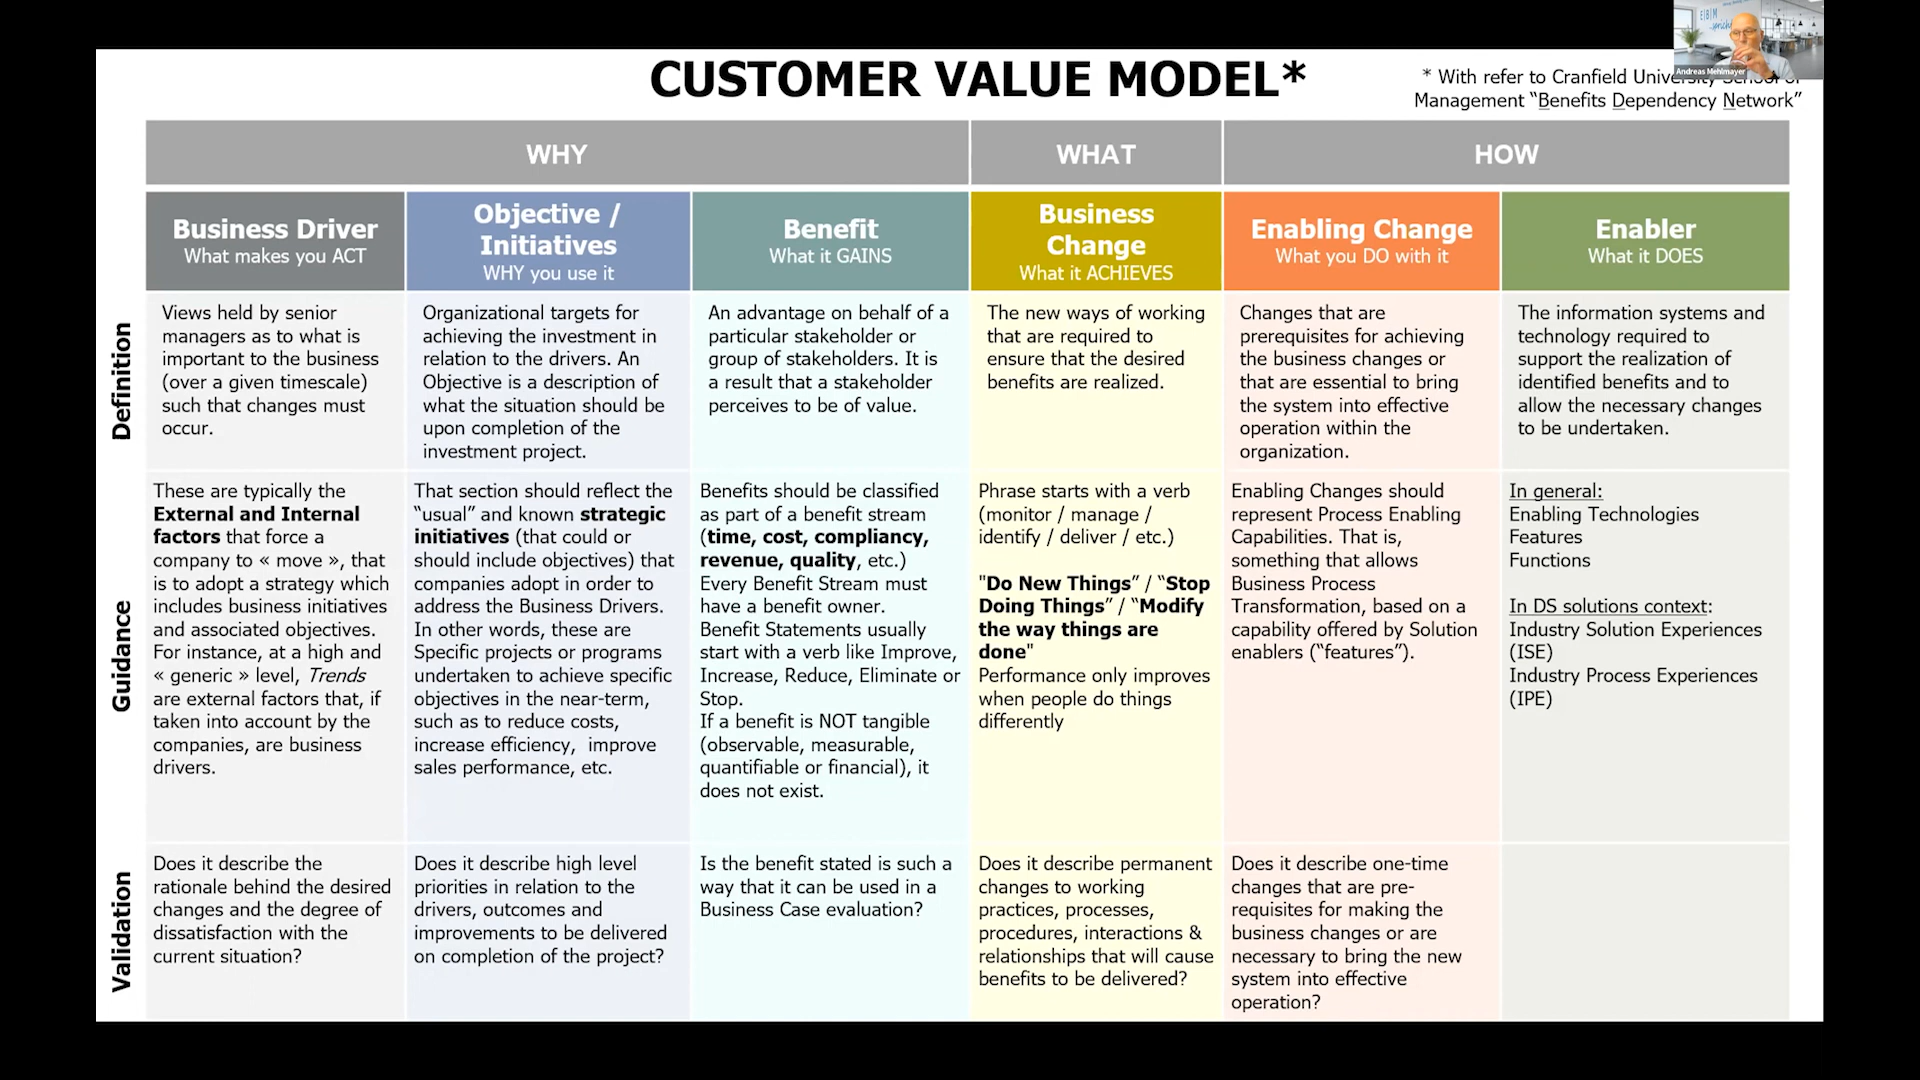 CUSTOMER VALUE MODEL*
E|B|M
Andreas Mehlmayer
* With refer to Cranfield University School of
Management “Benefits Dependency Network”
WHY
WHAT
HOW
Business Driver
What makes you ACT
Objective /
Initiatives
WHY you use it
Benefit
What it GAINS
Business
Change
What it ACHIEVES
Enabling Change
What you DO with it
Enabler
What it DOES
Definition
Views held by senior
managers as to what is
important to the business
(over a given timescale)
such that changes must
occur.
Organizational targets for
achieving the investment in
relation to the drivers. An
Objective is a description of
what the situation should be
upon completion of the
investment project.
An advantage on behalf of a
particular stakeholder or
group of stakeholders. It is
a result that a stakeholder
perceives to be of value.
The new ways of working
that are required to
ensure that the desired
benefits are realized.
Changes that are
prerequisites for achieving
the business changes or
that are essential to bring
the system into effective
operation within the
organization.
The information systems and
technology required to
support the realization of
identified benefits and to
allow the necessary changes
to be undertaken.
Guidance
These are typically the
External and Internal
factors that force a
company to « move », that
is to adopt a strategy which
includes business initiatives
and associated objectives.
For instance, at a high and
« generic » level, Trends
are external factors that, if
taken into account by the
companies, are business
drivers.
That section should reflect the
“usual” and known strategic
initiatives (that could or
should include objectives) that
companies adopt in order to
address the Business Drivers.
In other words, these are
Specific projects or programs
undertaken to achieve specific
objectives in the near-term,
such as to reduce costs,
increase efficiency, improve
sales performance, etc.
Benefits should be classified
as part of a benefit stream
(time, cost, compliancy,
revenue, quality, etc.)
Every Benefit Stream must
have a benefit owner.
Benefit Statements usually
start with a verb like Improve,
Increase, Reduce, Eliminate or
Stop.
If a benefit is NOT tangible
(observable, measurable,
quantifiable or financial), it
does not exist.
Phrase starts with a verb
(monitor / manage /
identify / deliver / etc.)
"Do New Things” / “Stop
Doing Things” / “Modify
the way things are
done"
Performance only improves
when people do things
differently
Enabling Changes should
represent Process Enabling
Capabilities. That is,
something that allows
Business Process
Transformation, based on a
capability offered by Solution
enablers (“features”).
In general:
Enabling Technologies
Features
Functions
In DS solutions context:
Industry Solution Experiences
(ISE)
Industry Process Experiences
(IPE)
Validation
Does it describe the
rationale behind the desired
changes and the degree of
dissatisfaction with the
current situation?
Does it describe high level
priorities in relation to the
drivers, outcomes and
improvements to be delivered
on completion of the project?
Is the benefit stated is such a
way that it can be used in a
Business Case evaluation?
Does it describe permanent
changes to working
practices, processes,
procedures, interactions &
relationships that will cause
benefits to be delivered?
Does it describe one-time
changes that are pre-
requisites for making the
business changes or are
necessary to bring the new
system into effective
operation?